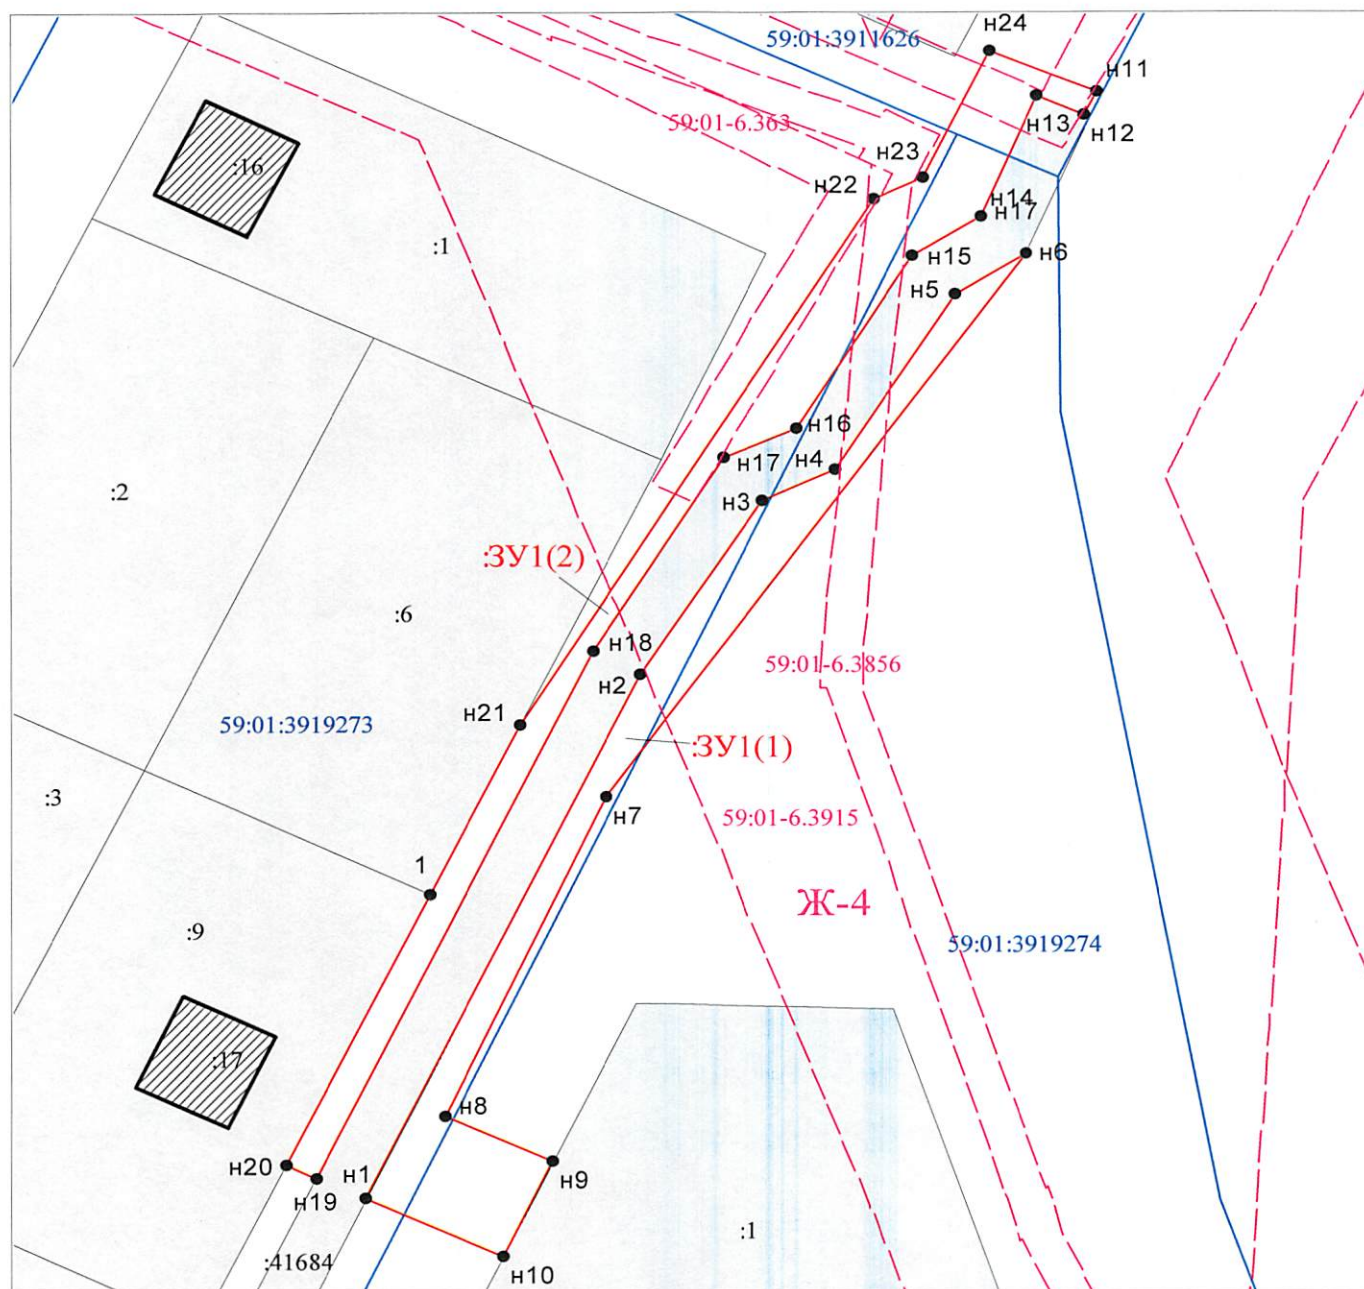 н24
59:01:3911626
н11
н13
59:01-6.363
н12
:16
н23
н22
н14
н17
:1
н15
н6
н5
н16
н17
н4
:2
н3
:ЗУ1(2)
:6
н18
59:01-6.3856
н2
н21
59:01:3919273
:ЗУ1(1)
:3
н7
59:01-6.3915
1
Ж-4
:9
59:01:3919274
:17
н8
н20
н9
н1
н19
:1
:41684
н10